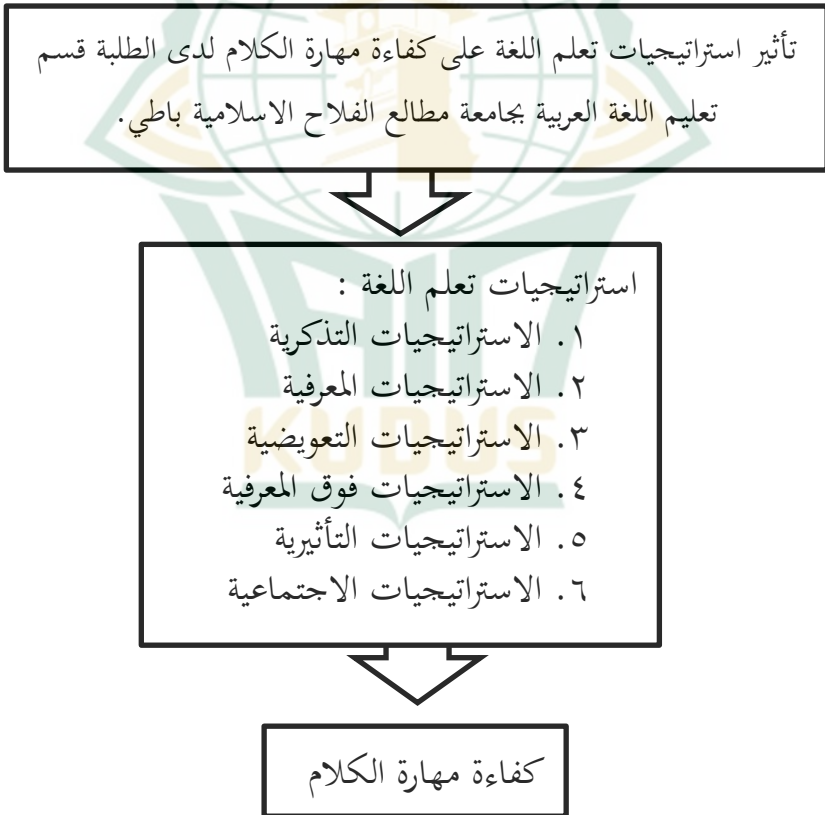 تأثير استراتيجيات تعلم اللغة على كفاءة مهارة الكلام لدى الطلبة قسم
تعليم اللغة العربية بجامعة مطالع الفلاح الاسلامية باطي.
استراتيجيات تعلم اللغة :
١. الاستراتيجيات التذكرية
٢. الاستراتيجيات المعرفية
٣. الاستراتيجيات التعويضية
٤. الاستراتيجيات فوق المعرفية
٥. الاستراتيجيات التأثيرية
٦. الاستراتيجيات الاجتماعية
KUDUS
كفاءة مهارة الكلام